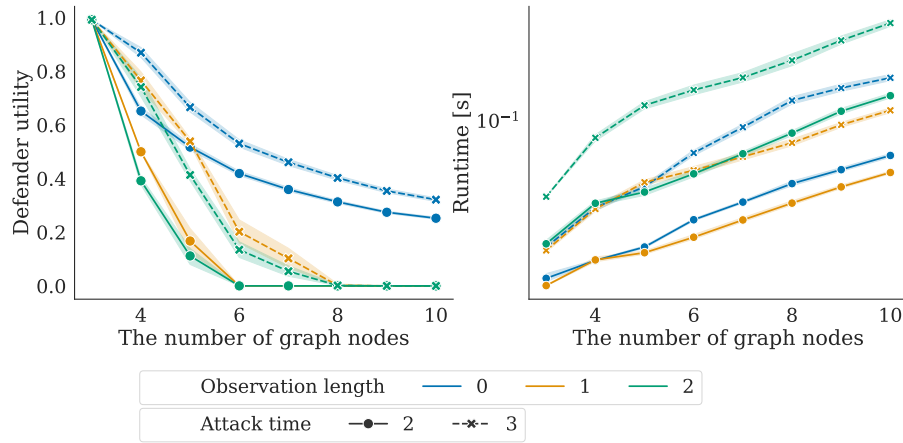 Defender utility
1.0
0.8
0.6
0.4
0.2
0.0
4
6
8
10
The number of graph nodes
Runtime [s]
10⁻¹
4
6
8
10
The number of graph nodes
Observation length 0 1 2
Attack time 2 3